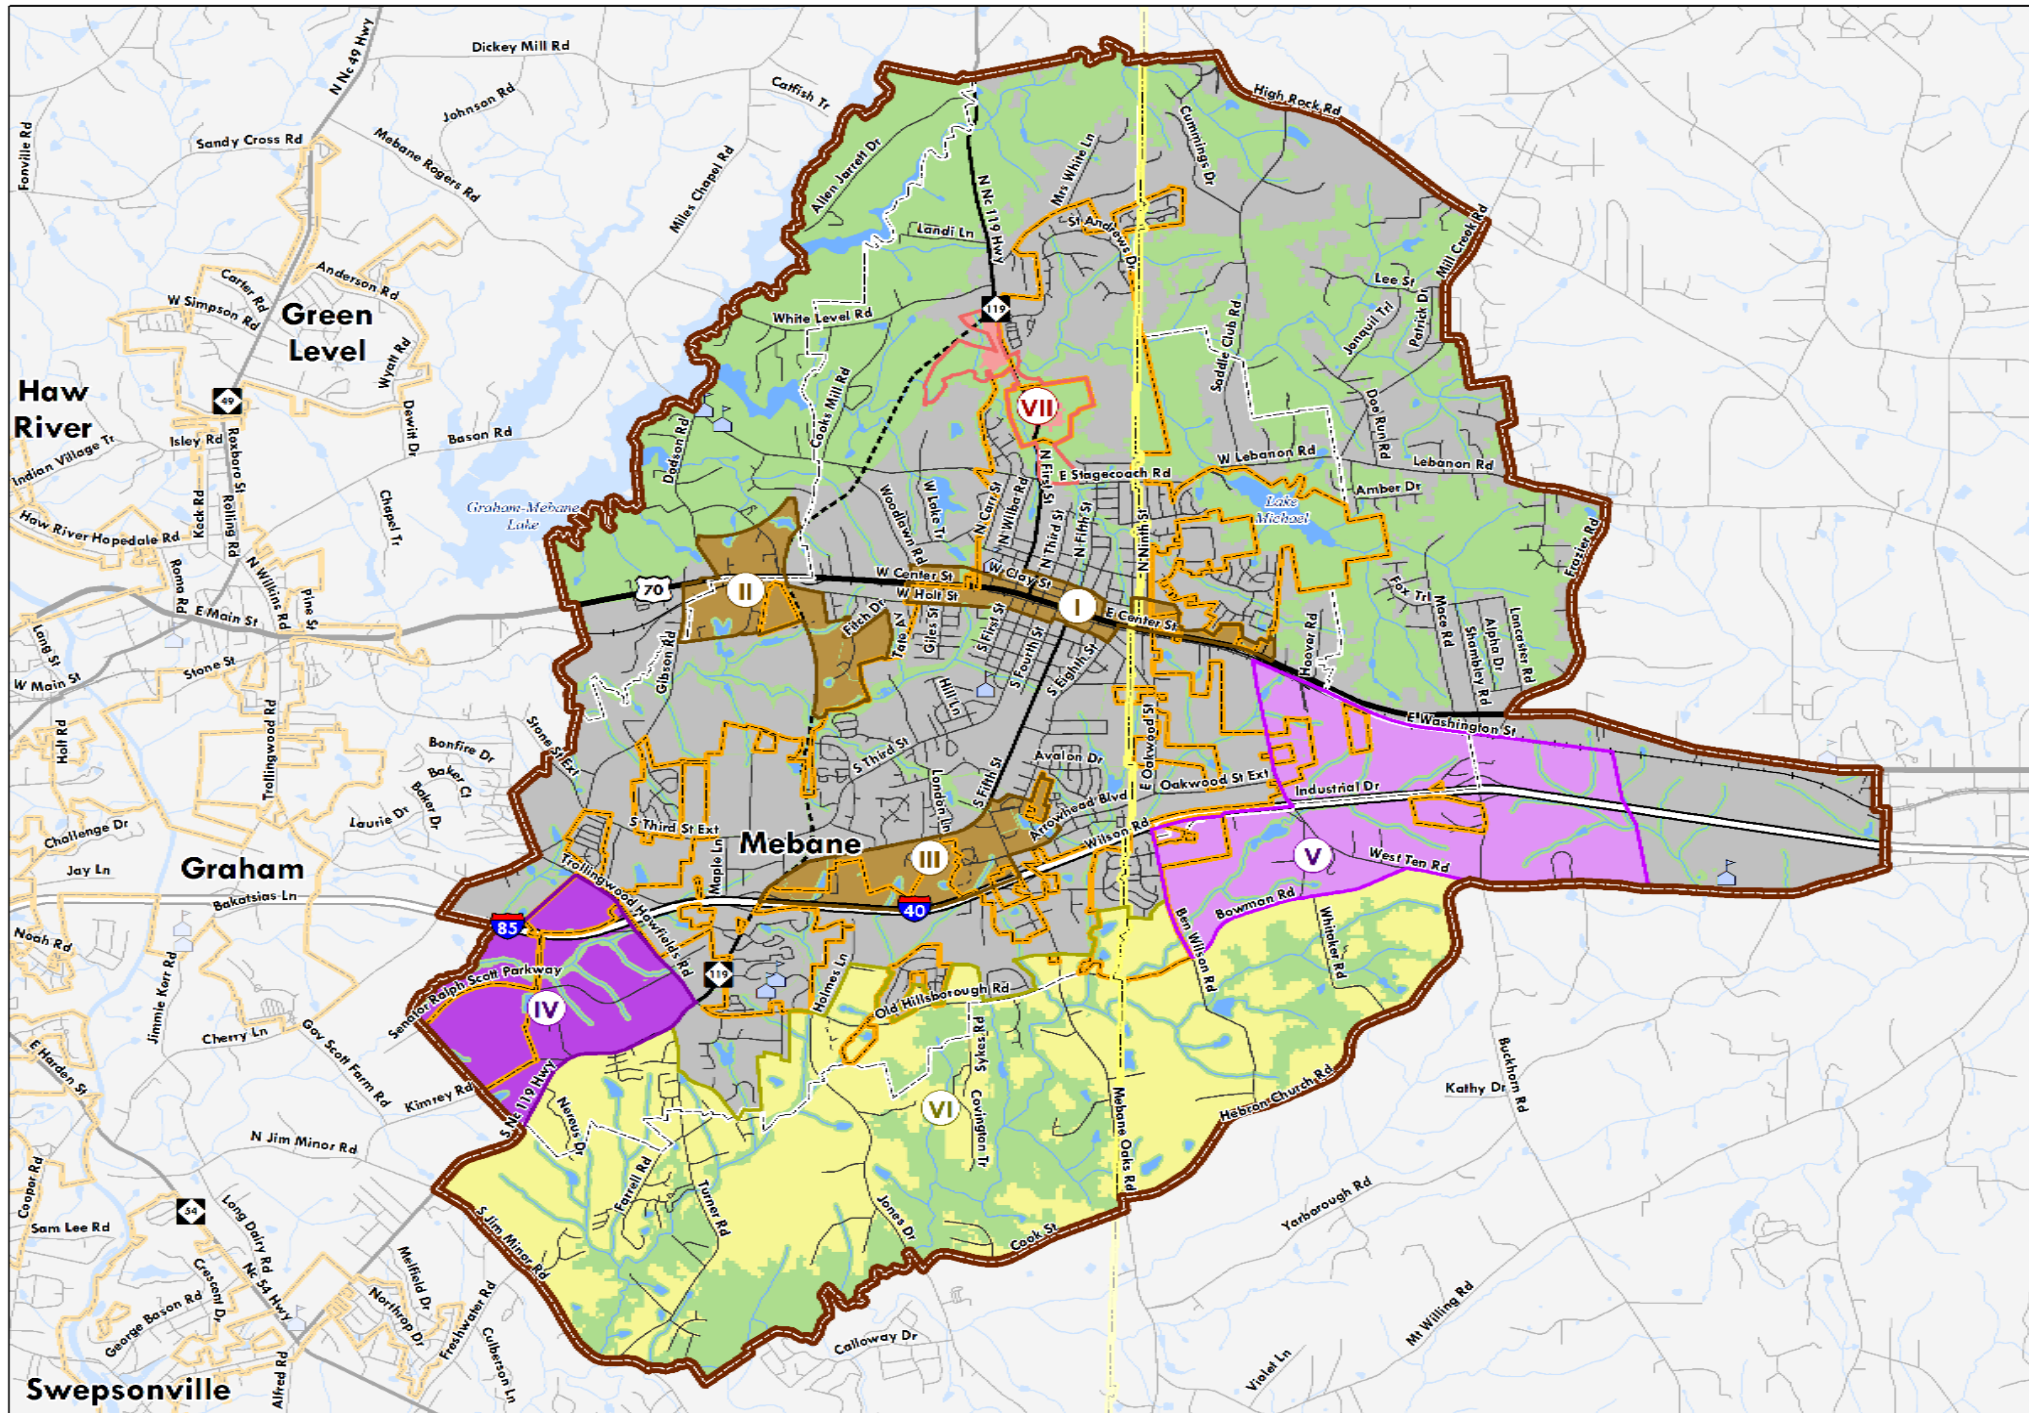 Dickey Mill Rd
N Nc 49 Hwy
Catfish Tr
Johnson Rd
High Rock Rd
Fonville Rd
Sandy Cross Rd
Mebane Rogers Rd
Cummings Dr
Mrs White Ln
Miles Chapel Rd
Allen Jarrett Dr
N Nc 119 Hwy
St Andrews Dr
Landi Ln
Mill Creek Rd
Anderson Rd
Carter Rd
W Simpson Rd
Lee St
Patrick Dr
Jonquil Trl
Green
Level
119
White Level Rd
Saddle Club Rd
Wyatt Rd
Haw
River
49
Cooks Mill Rd
VII
Doe Run Rd
Dewitt Dr
Isley Rd
Bason Rd
Indian Village Tr
Roxboro St
Dodson Rd
W Lebanon Rd
Lebanon Rd
E Stagecoach Rd
N First St
Amber Dr
Keck Rd
Rolling Rd
Graham-Mebane
Lake
Lake
Michael
Woodlawn Rd
W Lake Tr
N Carr St
N Wilba Rd
N Third St
N Fifth St
N Ninth St
Haw River Hopedale Rd
Chapel Tr
Frazier Rd
N Wilkins Rd
Roma Rd
Pine St
E Main St
70
II
W Center St
W Clay St
W Holt St
I
E Center St
Fox Trl
Mace Rd
Shambley Rd
Alpha Dr
Lancaster Rd
Fitch Dr
Tate Av
Giles St
S First St
S Fourth St
S Eighth St
Hoover Rd
Lang St
Stone St
W Main St
Gibson Rd
Hill Ln
Holt Rd
Trollingwood Rd
Stone St Ext
Bonfire Dr
Baker Ct
Baker Dr
Laurie Dr
E Washington St
S Third St
Avalon Dr
E Oakwood St
Oakwood St Ext
Industrial Dr
London Ln
S Fifth St
Arrowhead Blvd
Wilson Rd
Challenge Dr
S Third St Ext
Mebane
III
V
West Ten Rd
Jay Ln
Graham
Trollingwood Hawfields Rd
Maple Ln
Bakatsias Ln
40
85
Bowman Rd
Ben Wilson Rd
Whitaker Rd
Noah Rd
Jimmie Kerr Rd
Senator Ralph Scott Parkway
119
Holmes Ln
Old Hillsborough Rd
IV
Cherry Ln
Gov Scott Farm Rd
E Harden St
Sykes Rd
Buckhorn Rd
Kimrey Rd
S Nc 119 Hwy
Nereus Dr
VI
Covington Tr
Mebane Oaks Rd
Hebron Church Rd
Kathy Dr
N Jim Minor Rd
Cooper Rd
Farrell Rd
Turner Rd
Jones Dr
Yarborough Rd
54
Sam Lee Rd
Long Dairy Rd
S Jim Minor Rd
Cook St
Crescent Dr
Nc 54 Hwy
Melfield Dr
Northrop Dr
Freshwater Rd
George Bason Rd
Culberson Ln
Calloway Dr
Mt Willing Rd
Violet Ln
Alfred Rd
Swepsonville